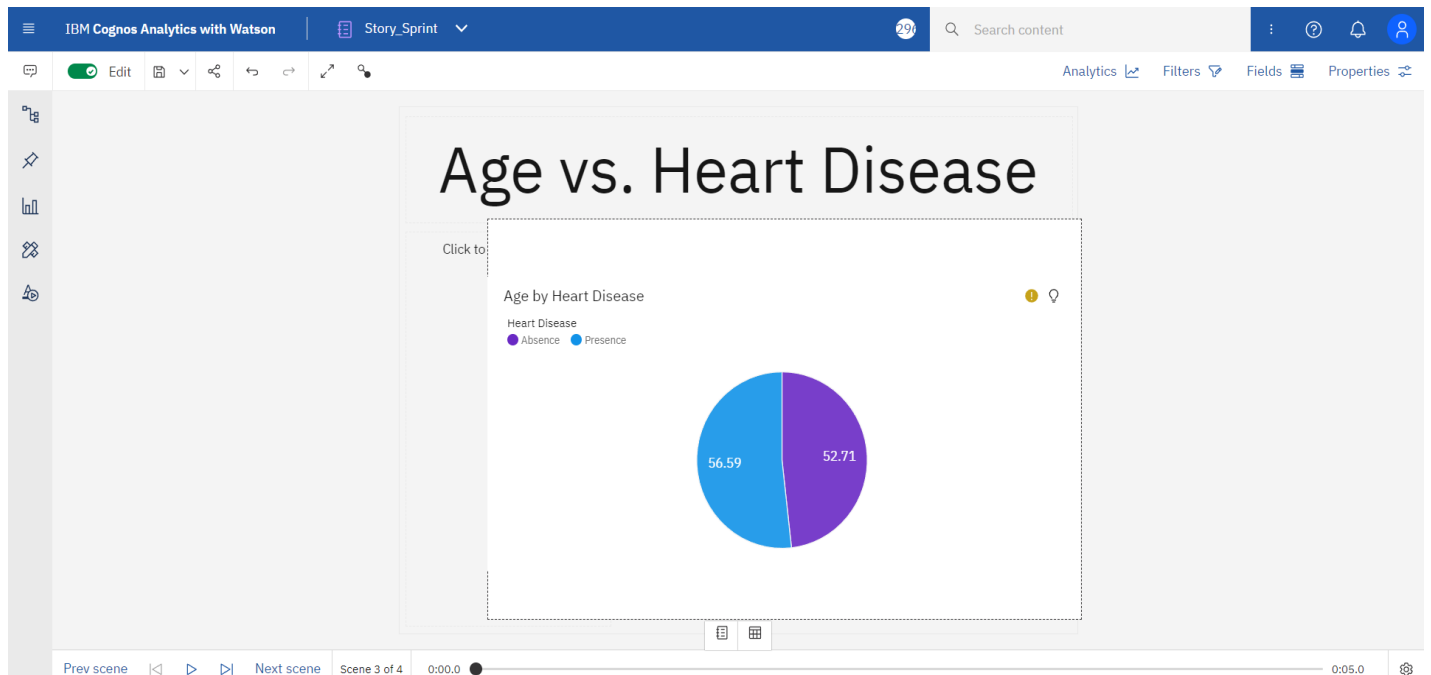 IBM Cognos Analytics with Watson
Story_Sprint
296
Search content
Edit
Analytics
Filters
Fields
Properties
Age vs. Heart Disease
Click to
Age by Heart Disease
Heart Disease
Absence Presence
56.59
52.71
Prev scene
Next scene
Scene 3 of 4
0:00.0
0:05.0